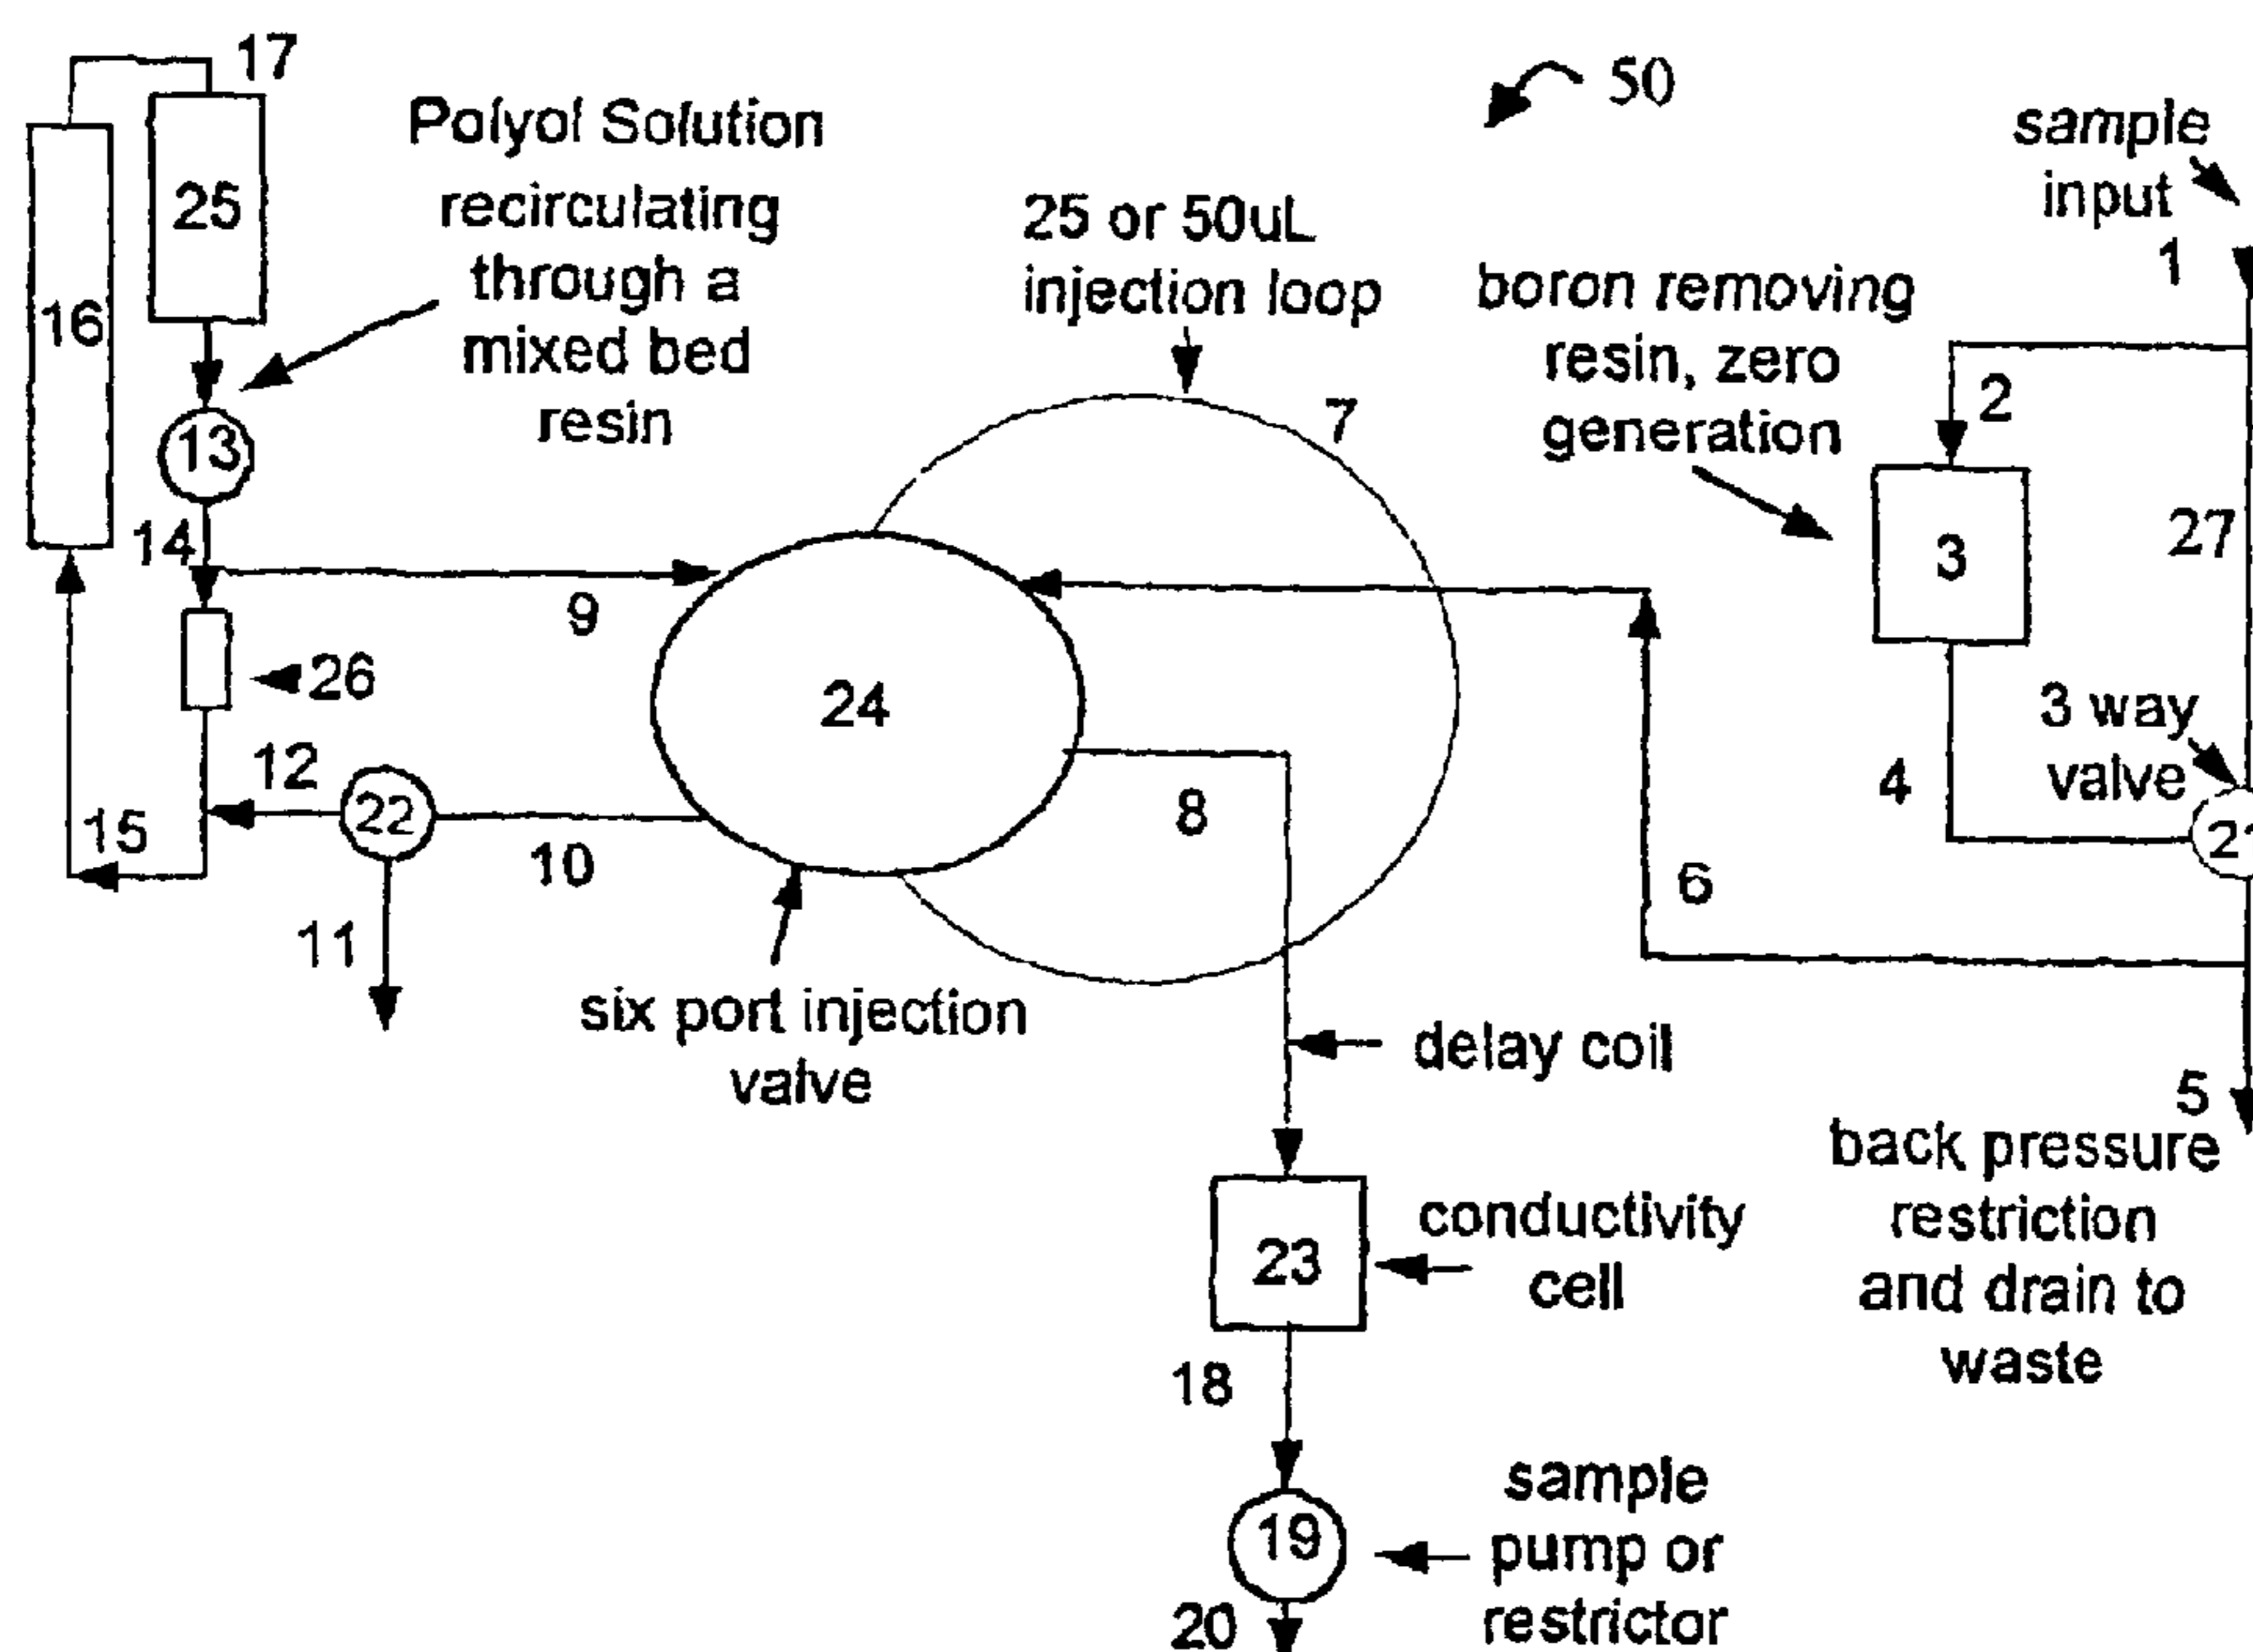 17
50
Polyol Solution
recirculating
through a
mixed bed
resin
25
16
13
14
9
26
12
22
15
10
11
25 or 50uL
injection loop
7
24
8
six port injection
valve
delay coil
23
conductivity
cell
18
19
sample
pump or
restrictor
20
sample
input
1
boron removing
resin, zero
generation
2
3
27
3 way
valve
4
6
5
back pressure
restriction
and drain to
waste